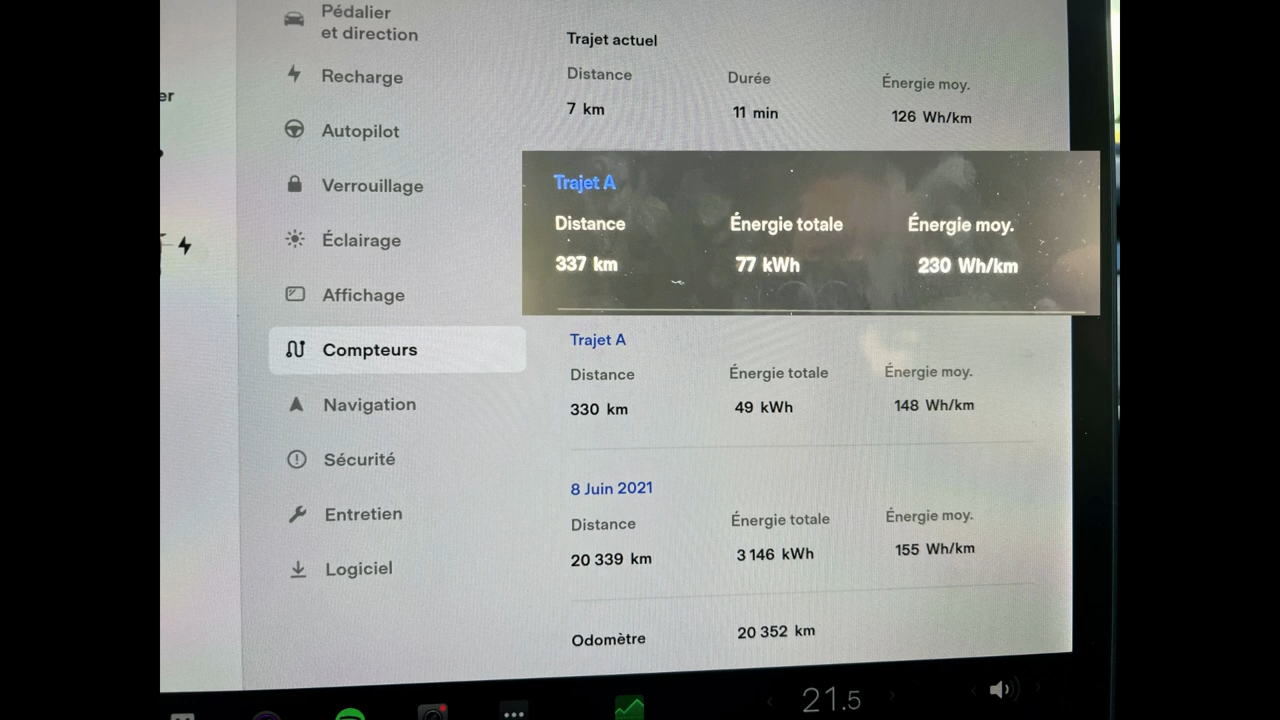 er
Pédalier
et direction
Recharge
Autopilot
Verrouillage
Éclairage
Affichage
Compteurs
Navigation
Sécurité
Entretien
Logiciel
Trajet actuel
Distance Durée Énergie moy.
7 km 11 min 126 Wh/km
Trajet A
Distance Énergie totale Énergie moy.
337 km 77 kWh 230 Wh/km
Trajet A
Distance Énergie totale Énergie moy.
330 km 49 kWh 148 Wh/km
8 Juin 2021
Distance Énergie totale Énergie moy.
20 339 km 3 146 kWh 155 Wh/km
Odomètre 20 352 km
21.5